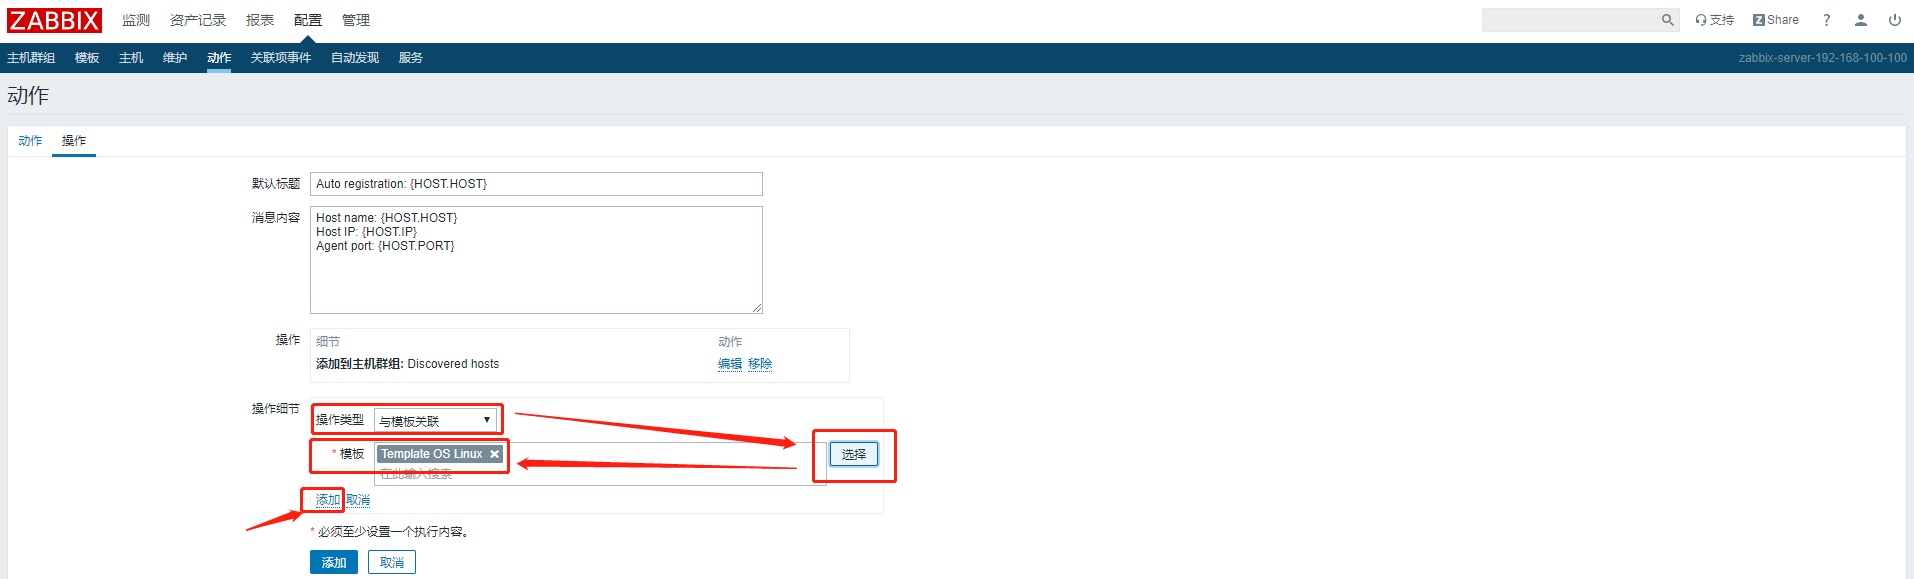 ZABBIX 监测 资产记录 报表 配置 管理 支持 Z Share ?
主机群组 模板 主机 维护 动作 关联项事件 自动发现 服务 zabbix-server-192-168-100-100
动作
动作 操作
默认标题 Auto registration: {HOST.HOST}
消息内容 Host name: {HOST.HOST}
Host IP: {HOST.IP}
Agent port: {HOST.PORT}
操作 细节 动作
添加到主机群组: Discovered hosts 编辑 移除
操作细节 操作类型 与模板关联
* 模板 Template OS Linux 选择
在此输入搜索
添加 取消
* 必须至少设置一个执行内容。
添加 取消